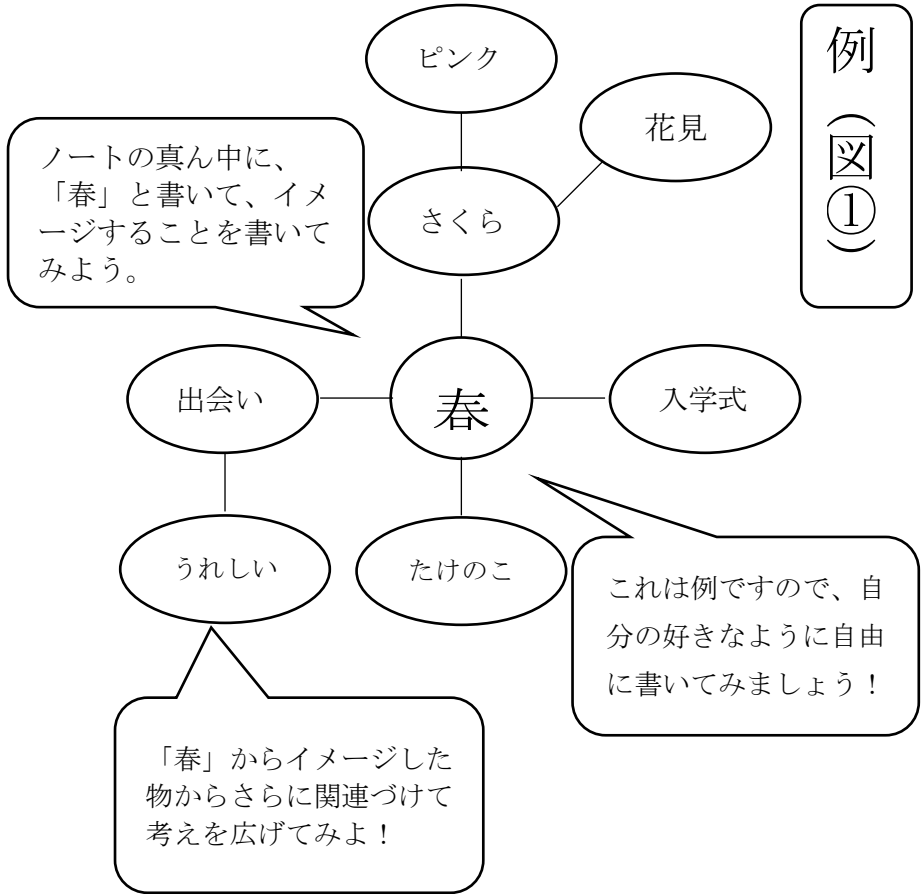 例（図①）
ピンク
花見
ノートの真ん中に、
「春」と書いて、イメ
ージすることを書いて
みよう。
さくら
出会い
春
入学式
うれしい
たけのこ
これは例ですので、自
分の好きなように自由
に書いてみましょう！
「春」からイメージした
物からさらに関連づけて
考えを広げてみよ！